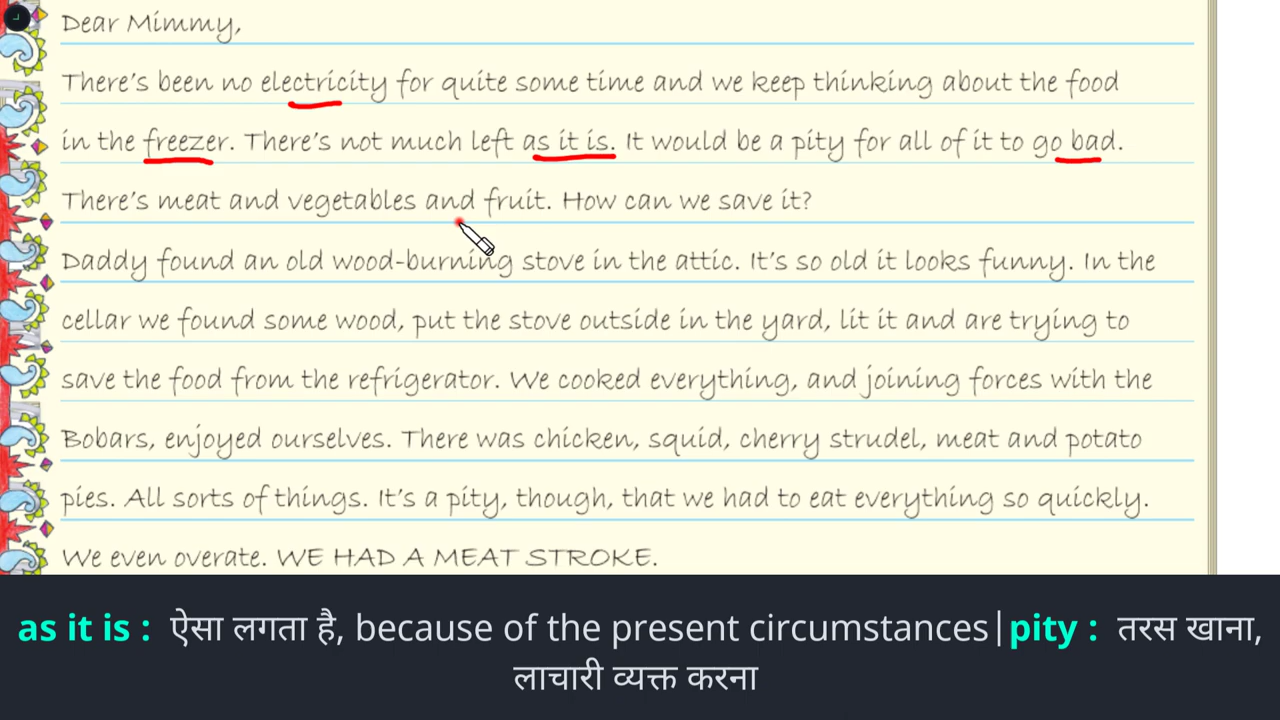 Dear Mimmy,
There's been no electricity for quite some time and we keep thinking about the food
in the freezer. There's not much left as it is. It would be a pity for all of it to go bad.
There's meat and vegetables and fruit. How can we save it?
Daddy found an old wood-burning stove in the attic. It's so old it looks funny. In the
cellar we found some wood, put the stove outside in the yard, lit it and are trying to
save the food from the refrigerator. We cooked everything, and joining forces with the
Bobars, enjoyed ourselves. There was chicken, squid, cherry strudel, meat and potato
pies. All sorts of things. It's a pity, though, that we had to eat everything so quickly.
We even overate. WE HAD A MEAT STROKE.
as it is : ऐसा लगता है, because of the present circumstances|pity : तरस खाना,
लाचारी व्यक्त करना